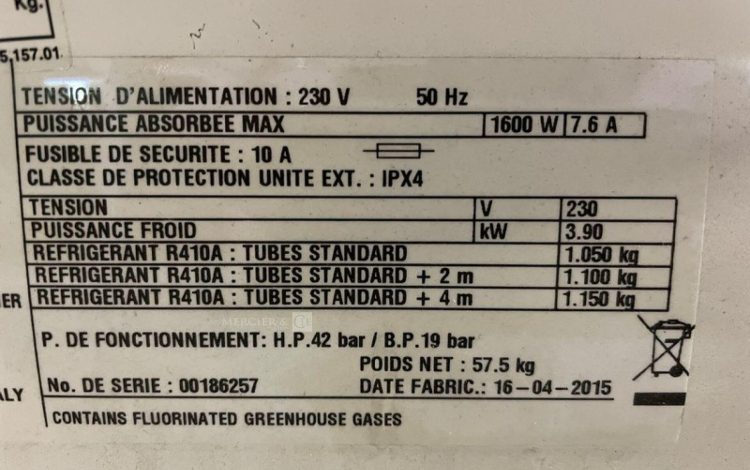 Kg.
5,157.01
TENSION D'ALIMENTATION : 230 V 50 Hz
PUISSANCE ABSORBEE MAX 1600 W 7.6 A
FUSIBLE DE SECURITE : 10 A
CLASSE DE PROTECTION UNITE EXT. : IPX4
TENSION V 230
PUISSANCE FROID kW 3.90
REFRIGERANT R410A : TUBES STANDARD 1.050 kg
REFRIGERANT R410A : TUBES STANDARD + 2 m 1.100 kg
ER REFRIGERANT R410A : TUBES STANDARD + 4 m 1.150 kg
MERCIER &
P. DE FONCTIONNEMENT: H.P.42 bar / B.P.19 bar
POIDS NET : 57.5 kg
ALY No. DE SERIE : 00186257 DATE FABRIC.: 16-04-2015
CONTAINS FLUORINATED GREENHOUSE GASES